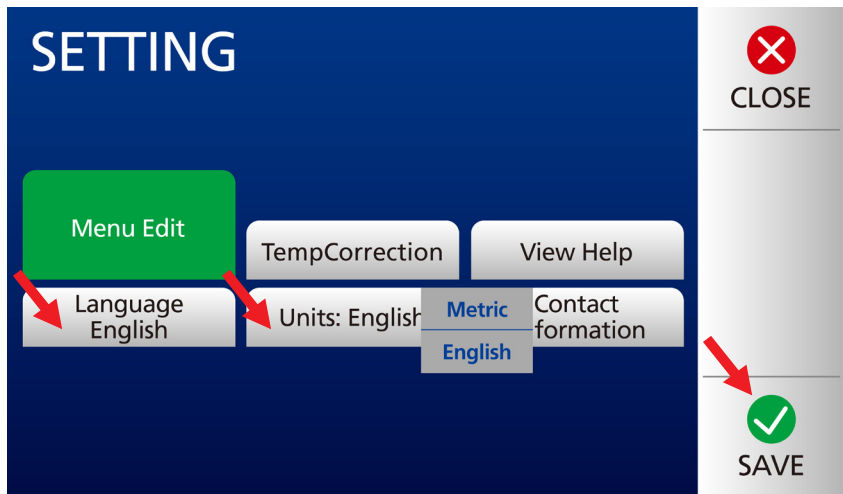 SETTING
CLOSE
Menu Edit
TempCorrection
View Help
Language
English
Units: English
Metric
English
Contact
formation
SAVE